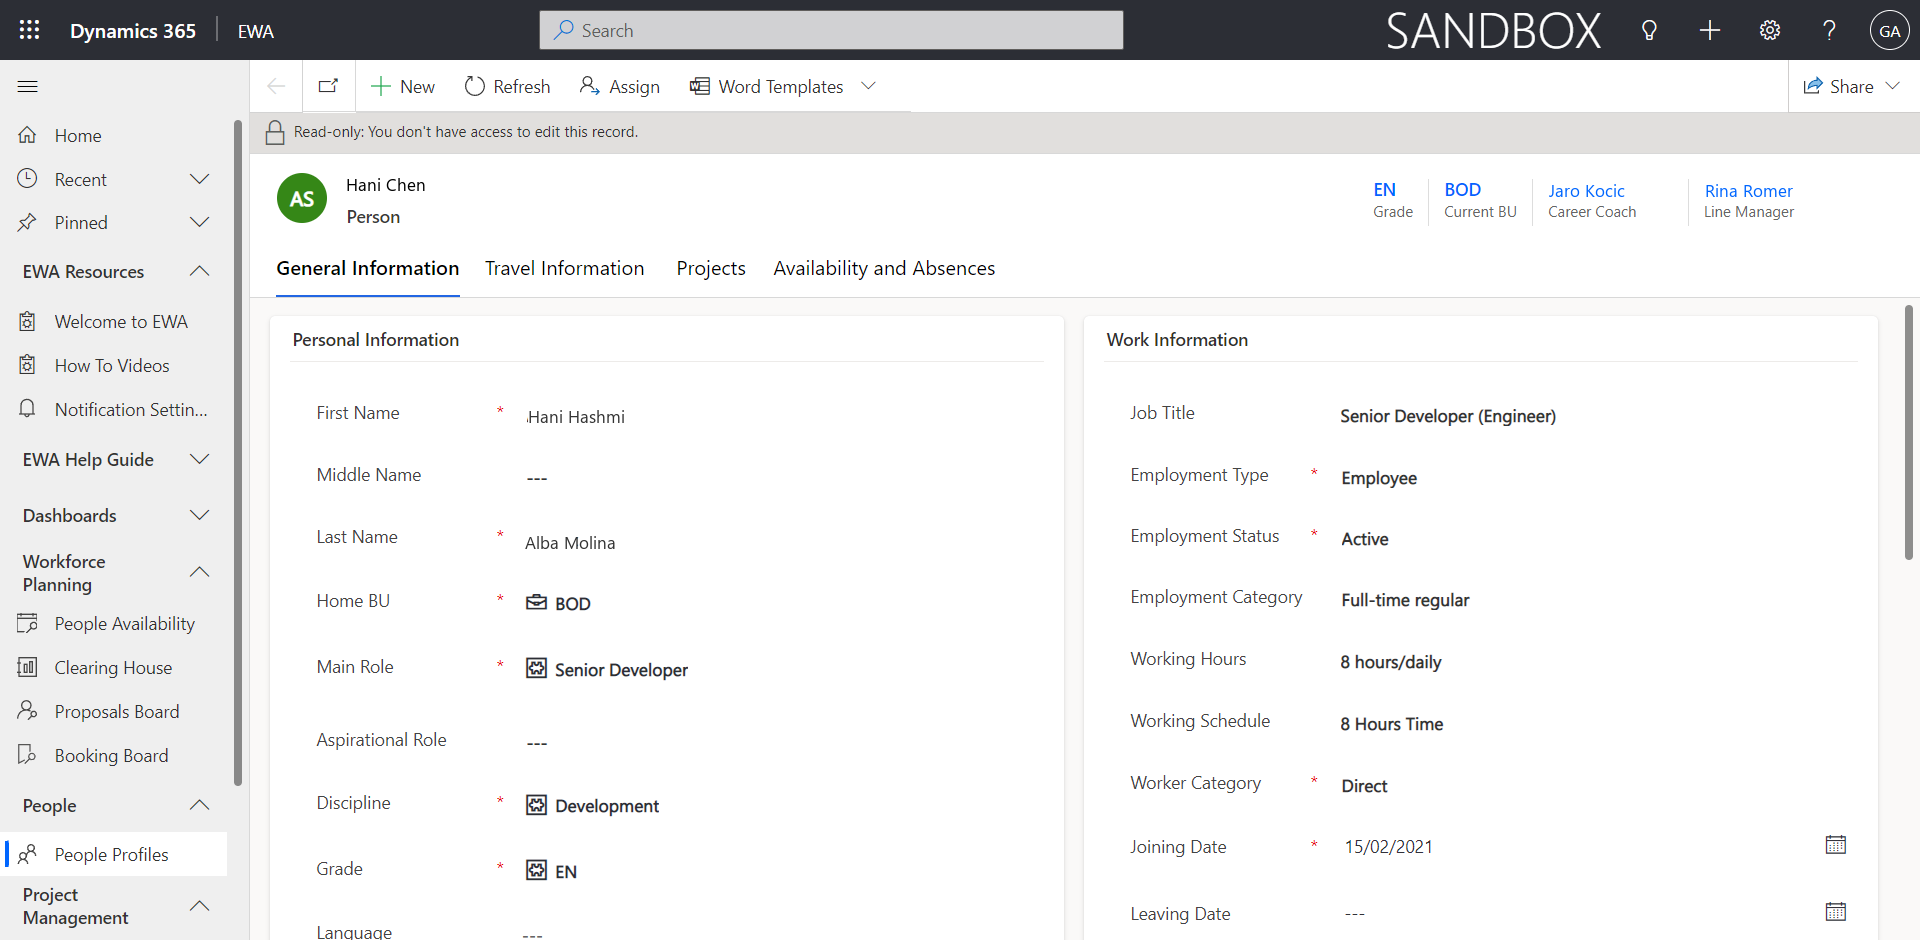 Dynamics 365
EWA
Search
SANDBOX
GA
New
Refresh
Assign
Word Templates
Share
Read-only: You don't have access to edit this record.
Home
Recent
Pinned
EWA Resources
Welcome to EWA
How To Videos
Notification Settin...
EWA Help Guide
Dashboards
Workforce
Planning
People Availability
Clearing House
Proposals Board
Booking Board
People
People Profiles
Project
Management
AS
Hani Chen
Person
EN
Grade
BOD
Current BU
Jaro Kocic
Career Coach
Rina Romer
Line Manager
General Information
Travel Information
Projects
Availability and Absences
Personal Information
First Name * Hani Hashmi
Middle Name ---
Last Name * Alba Molina
Home BU * BOD
Main Role * Senior Developer
Aspirational Role ---
Discipline * Development
Grade * EN
Language ---
Work Information
Job Title Senior Developer (Engineer)
Employment Type * Employee
Employment Status * Active
Employment Category Full-time regular
Working Hours 8 hours/daily
Working Schedule 8 Hours Time
Worker Category * Direct
Joining Date * 15/02/2021
Leaving Date ---